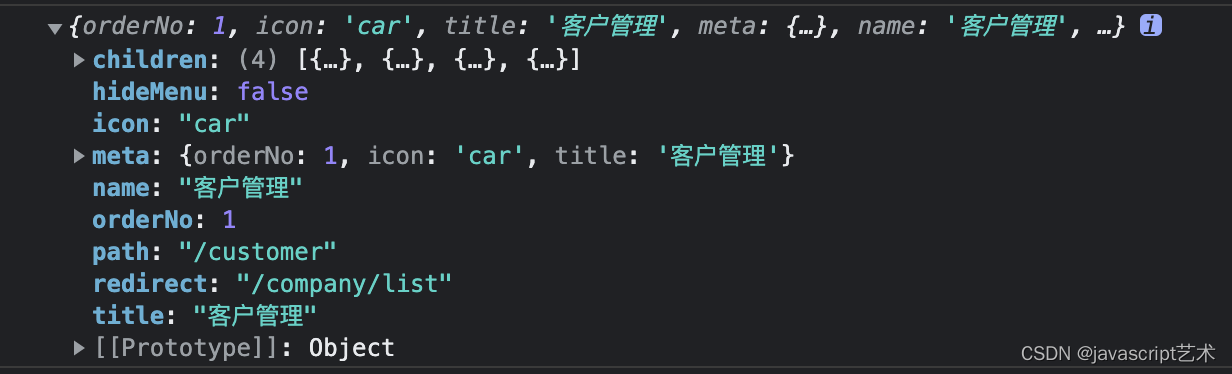 ▼{orderNo: 1, icon: 'car', title: '客户管理', meta: {…}, name: '客户管理', …} i
▶children: (4) [{…}, {…}, {…}, {…}]
hideMenu: false
icon: "car"
▶meta: {orderNo: 1, icon: 'car', title: '客户管理'}
name: "客户管理"
orderNo: 1
path: "/customer"
redirect: "/company/list"
title: "客户管理"
▶[[Prototype]]: Object
CSDN @javascript艺术